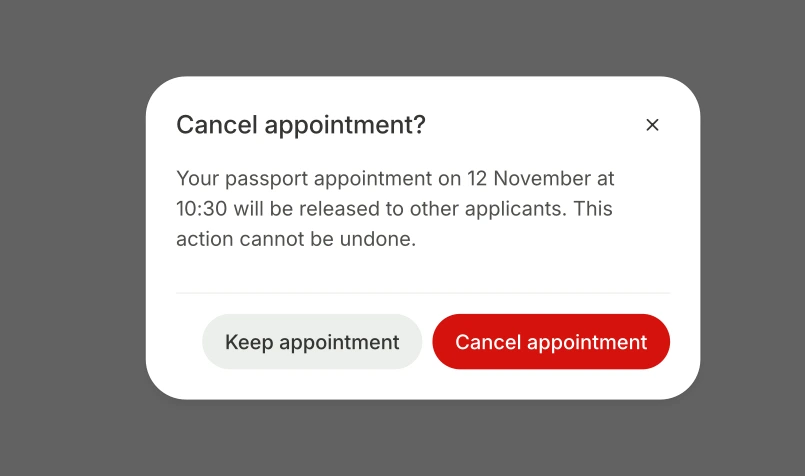 Cancel appointment?
Your passport appointment on 12 November at
10:30 will be released to other applicants. This
action cannot be undone.
Keep appointment
Cancel appointment